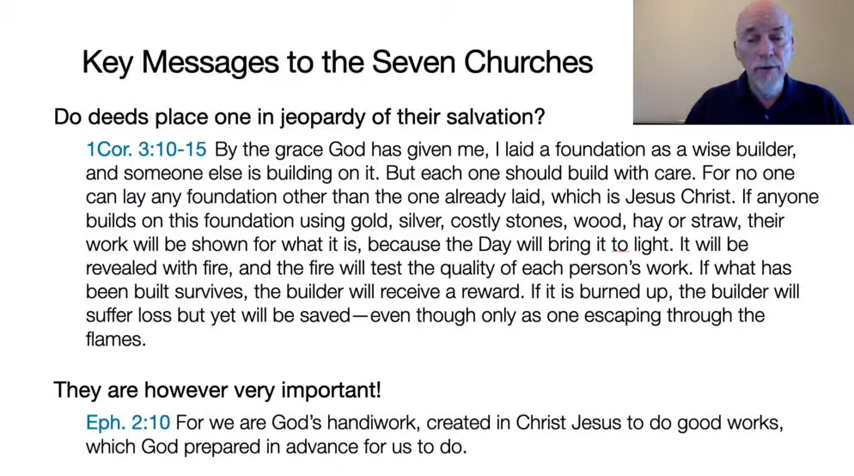 Key Messages to the Seven Churches
Do deeds place one in jeopardy of their salvation?
1Cor. 3:10-15 By the grace God has given me, I laid a foundation as a wise builder,
and someone else is building on it. But each one should build with care. For no one
can lay any foundation other than the one already laid, which is Jesus Christ. If anyone
builds on this foundation using gold, silver, costly stones, wood, hay or straw, their
work will be shown for what it is, because the Day will bring it to light. It will be
revealed with fire, and the fire will test the quality of each person’s work. If what has
been built survives, the builder will receive a reward. If it is burned up, the builder will
suffer loss but yet will be saved—even though only as one escaping through the
flames.
They are however very important!
Eph. 2:10 For we are God’s handiwork, created in Christ Jesus to do good works,
which God prepared in advance for us to do.